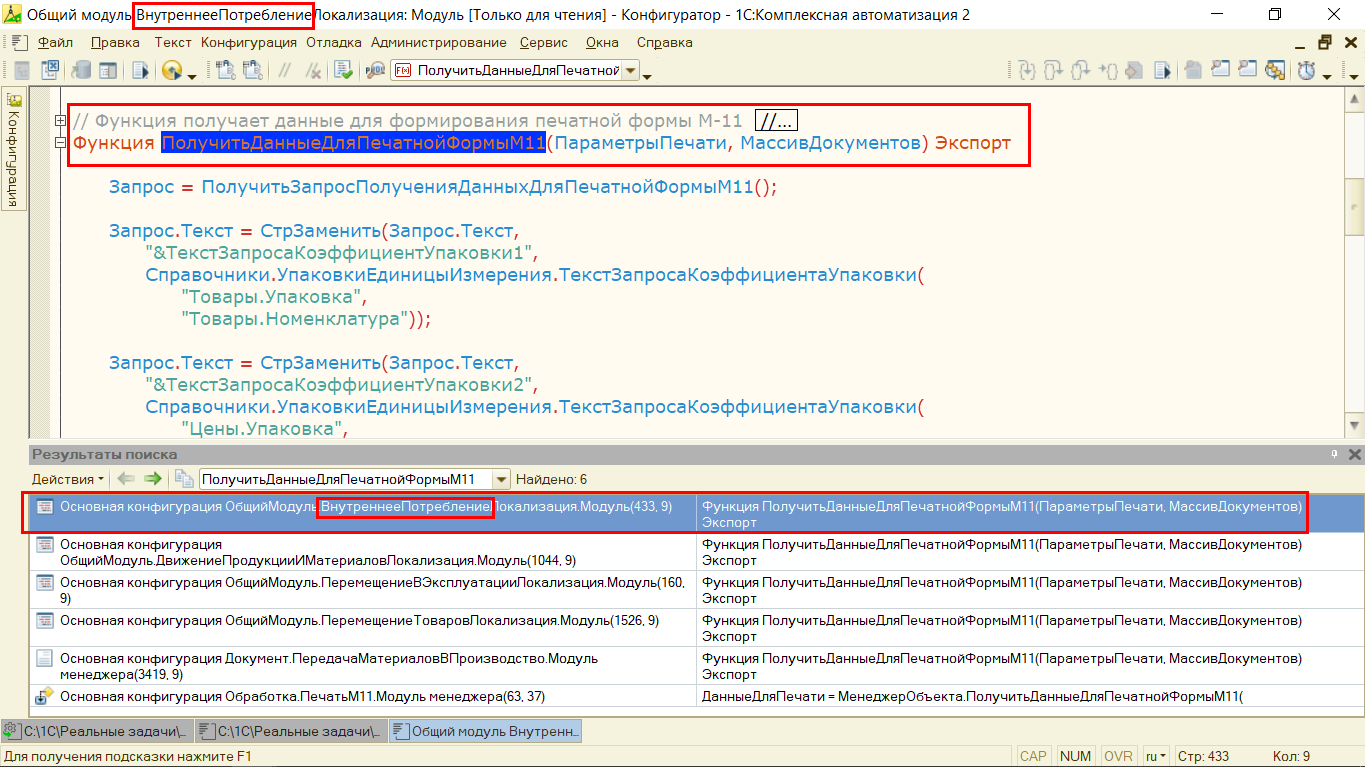 Общий модуль ВнутреннееПотреблениеЛокализация: Модуль [Только для чтения] - Конфигуратор - 1С:Комплексная автоматизация 2
Файл Правка Текст Конфигурация Отладка Администрирование Сервис Окна Справка
ПолучитьДанныеДляПечатной
Конфигурация
// Функция получает данные для формирования печатной формы М-11 //...
Функция ПолучитьДанныеДляПечатнойФормыМ11(ПараметрыПечати, МассивДокументов) Экспорт
Запрос = ПолучитьЗапросПолученияДанныхДляПечатнойФормыМ11();
Запрос.Текст = СтрЗаменить(Запрос.Текст,
"&ТекстЗапросаКоэффициентУпаковки1",
Справочники.УпаковкиЕдиницыИзмерения.ТекстЗапросаКоэффициентаУпаковки(
"Товары.Упаковка",
"Товары.Номенклатура"));
Запрос.Текст = СтрЗаменить(Запрос.Текст,
"&ТекстЗапросаКоэффициентУпаковки2",
Справочники.УпаковкиЕдиницыИзмерения.ТекстЗапросаКоэффициентаУпаковки(
"Цены.Упаковка",
Результаты поиска
Действия ПолучитьДанныеДляПечатнойФормыМ11 Найдено: 6
Основная конфигурация ОбщийМодуль.ВнутреннееПотреблениеЛокализация.Модуль(433, 9) Функция ПолучитьДанныеДляПечатнойФормыМ11(ПараметрыПечати, МассивДокументов)
Экспорт
Основная конфигурация Функция ПолучитьДанныеДляПечатнойФормыМ11(ПараметрыПечати, МассивДокументов)
ОбщийМодуль.ДвижениеПродукцииИМатериаловЛокализация.Модуль(1044, 9) Экспорт
Основная конфигурация ОбщийМодуль.ПеремещениеВЭксплуатацииЛокализация.Модуль(160, Функция ПолучитьДанныеДляПечатнойФормыМ11(ПараметрыПечати, МассивДокументов)
9) Экспорт
Основная конфигурация ОбщийМодуль.ПеремещениеТоваровЛокализация.Модуль(1526, 9) Функция ПолучитьДанныеДляПечатнойФормыМ11(ПараметрыПечати, МассивДокументов)
Экспорт
Основная конфигурация Документ.ПередачаМатериаловВПроизводство.Модуль Функция ПолучитьДанныеДляПечатнойФормыМ11(ПараметрыПечати, МассивДокументов)
менеджера(3419, 9) Экспорт
Основная конфигурация Обработка.ПечатьМ11.Модуль менеджера(63, 37) ДанныеДляПечати = МенеджерОбъекта.ПолучитьДанныеДляПечатнойФормыМ11(
C:\1С\Реальные задачи\... C:\1С\Реальные задачи\... Общий модуль Внутренн...
Для получения подсказки нажмите F1 CAP NUM OVR ru Стр: 433 Кол: 9